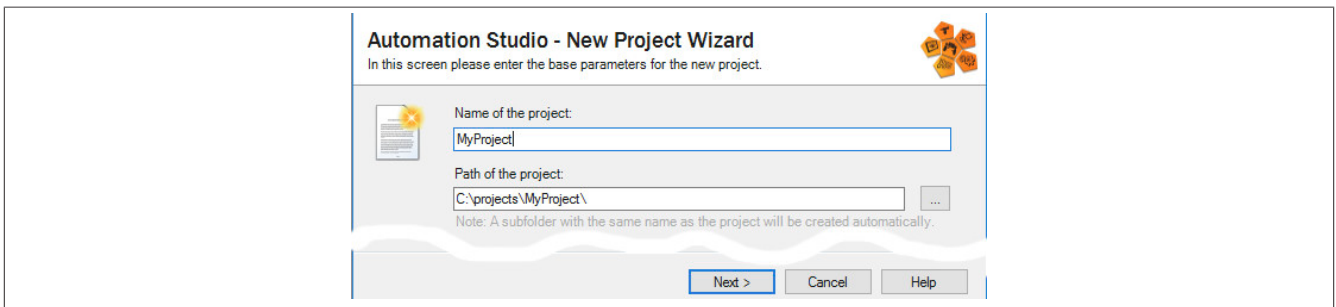 Automation Studio - New Project Wizard
In this screen please enter the base parameters for the new project.
Name of the project:
MyProject
Path of the project:
C:\projects\MyProject\
...
Note: A subfolder with the same name as the project will be created automatically.
Next >
Cancel
Help